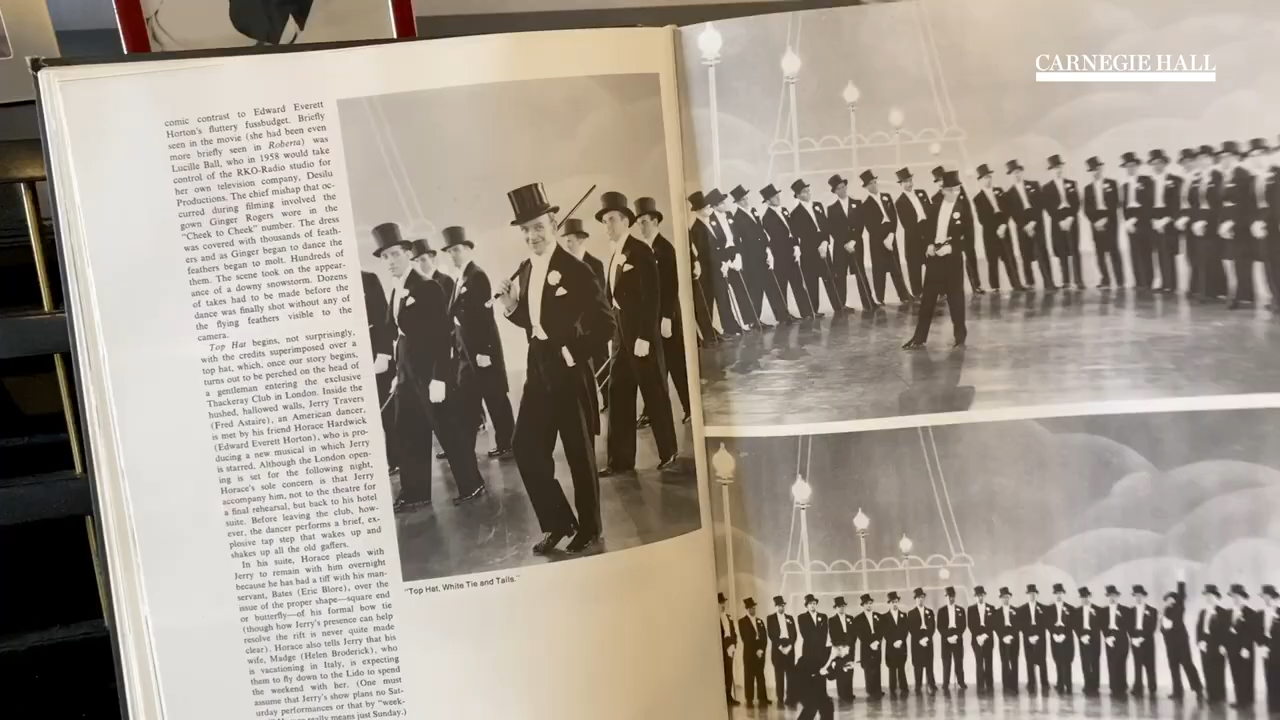 CARNEGIE HALL
comic contrast to Edward Everett
Horton's fluttery fussbudget. Briefly
seen in the movie (she had been even
more briefly seen in Roberta) was
Lucille Ball, who in 1958 would take
control of the RKO-Radio studio for
her own television company, Desilu
Productions. The chief mishap that oc-
curred during filming involved the
gown Ginger Rogers wore in the
"Cheek to Cheek" number. The dress
was covered with thousands of feath-
ers and as Ginger began to dance the
feathers began to molt. Hundreds of
them. The scene took on the appear-
ance of a downy snowstorm. Dozens
of takes had to be made before the
dance was finally shot without any of
the flying feathers visible to the
camera.
Top Hat begins, not surprisingly,
with the credits superimposed over a
top hat, which, once our story begins,
turns out to be perched on the head of
a gentleman entering the exclusive
Thackeray Club in London. Inside the
hushed, hallowed walls, Jerry Travers
(Fred Astaire), an American dancer,
is met by his friend Horace Hardwick
(Edward Everett Horton), who is pro-
ducing a new musical in which Jerry
is starred. Although the London open-
ing is set for the following night,
Horace's sole concern is that Jerry
accompany him, not to the theatre for
a final rehearsal, but back to his hotel
suite. Before leaving the club, how-
ever, the dancer performs a brief, ex-
plosive tap step that wakes up and
shakes up all the old gaffers.
In his suite, Horace pleads with
Jerry to remain with him overnight
because he has had a tiff with his man-
servant, Bates (Eric Blore), over the
issue of the proper shape—square end
or butterfly—of his formal bow tie
(though how Jerry's presence can help
resolve the rift is never quite made
clear). Horace also tells Jerry that his
wife, Madge (Helen Broderick), who
is vacationing in Italy, is expecting
them to fly down to the Lido to spend
the weekend with her. (One must
assume that Jerry's show plans no Sat-
urday performances or that by "week-
really means just Sunday.)
"Top Hat, White Tie and Tails."